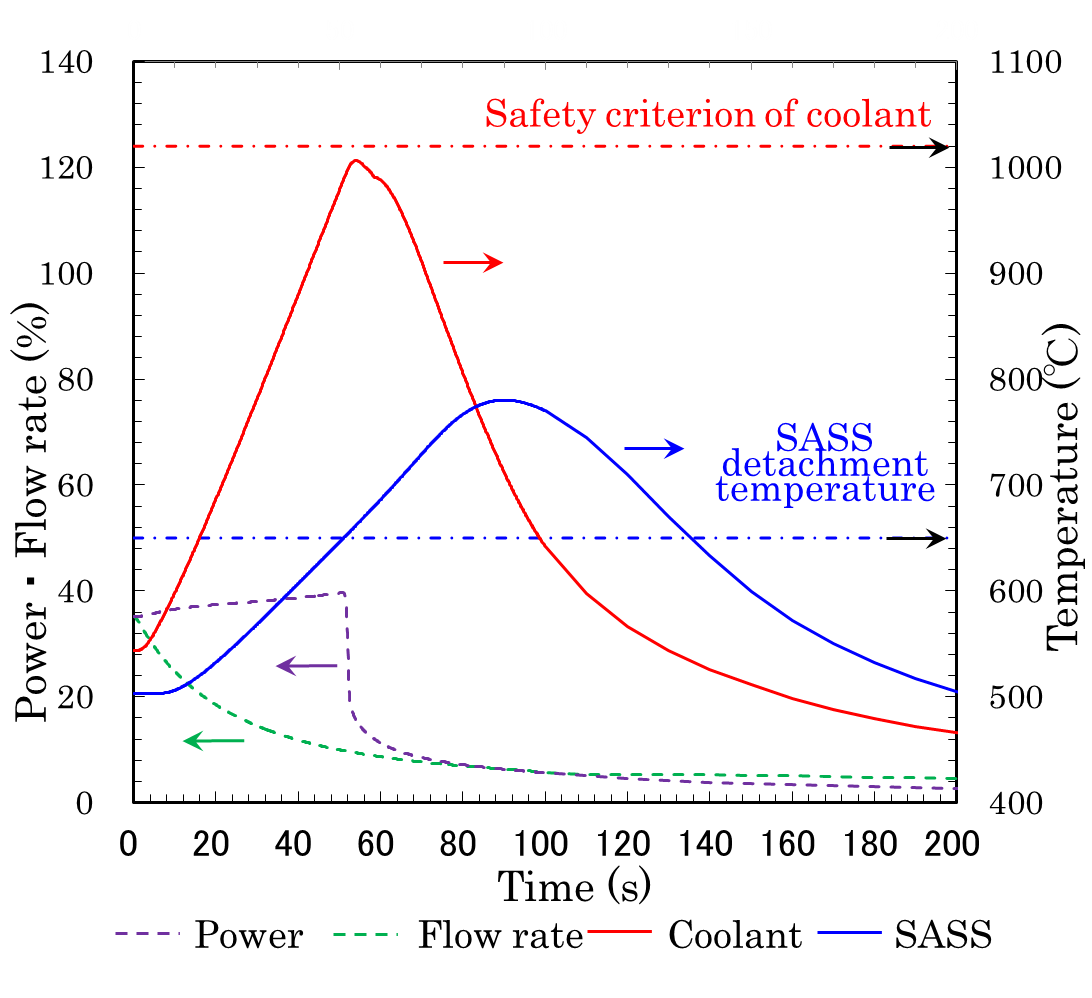 140
120
100
80
60
40
20
0
Power・Flow rate (%)
1100
1000
900
800
700
600
500
400
Temperature (℃)
Safety criterion of coolant
SASS
detachment
temperature
0 20 40 60 80 100 120 140 160 180 200
Time (s)
Power Flow rate Coolant SASS